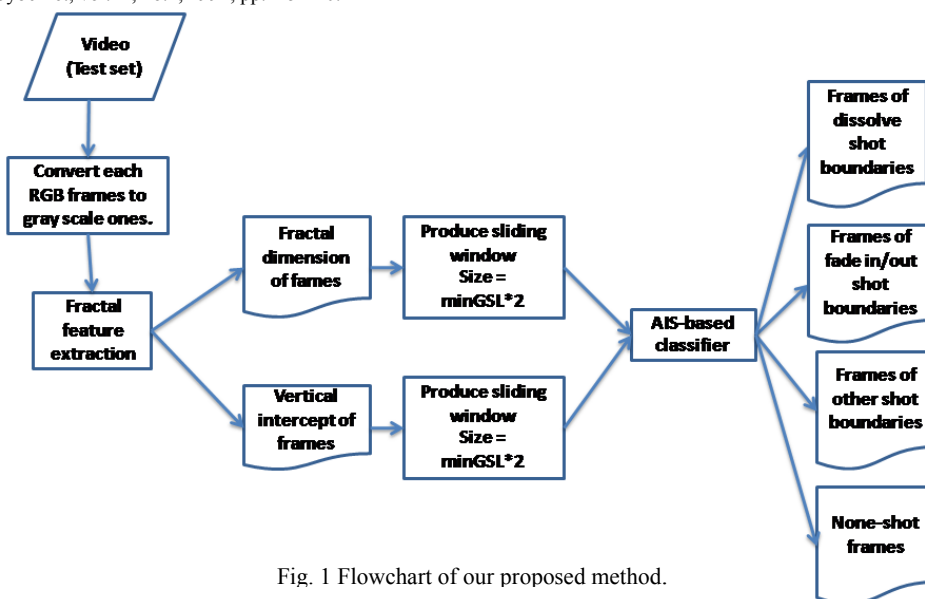 Video
(Test set)
Convert each
RGB frames to
gray scale ones.
Fractal
feature
extraction
Fractal
dimension
of fames
Vertical
intercept of
frames
Produce sliding
window
Size =
minGSL*2
Produce sliding
window
Size =
minGSL*2
AIS-based
classifier
Frames of
dissolve
shot
boundaries
Frames of
fade in/out
shot
boundaries
Frames of
other shot
boundaries
None-shot
frames
Fig. 1 Flowchart of our proposed method.